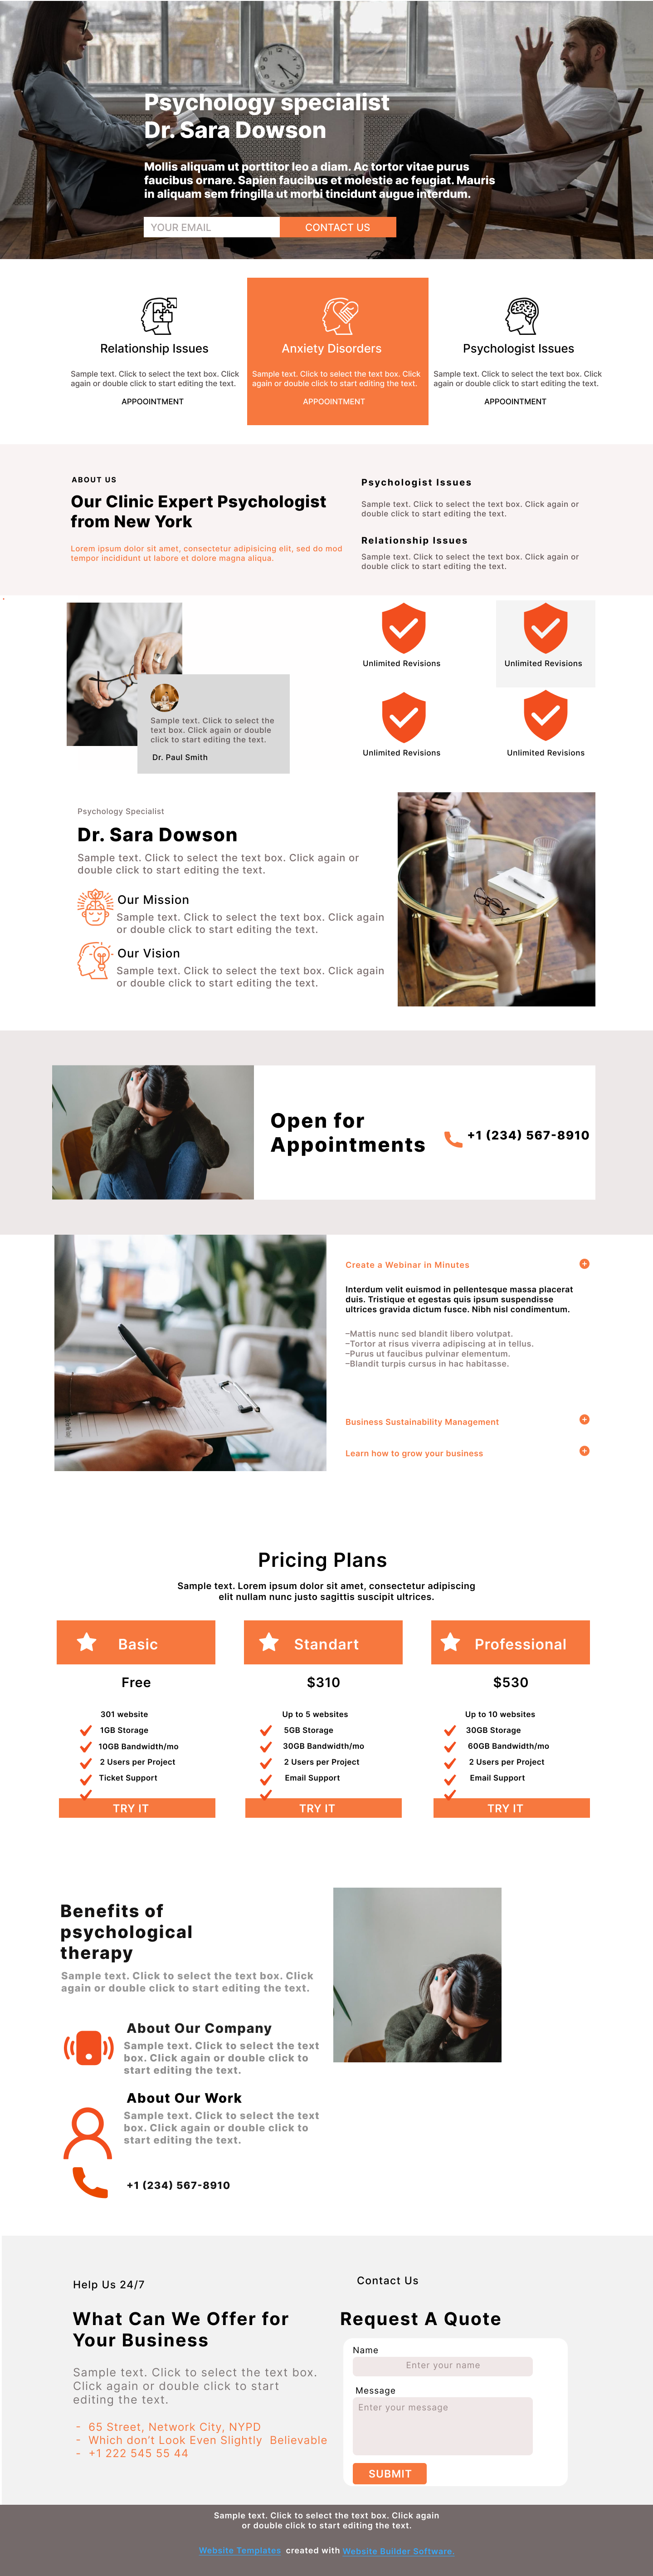 Psychology specialist
Dr. Sara Dowson
Mollis aliquam ut porttitor leo a diam. Ac tortor vitae purus
faucibus ornare. Sapien faucibus et molestie ac feugiat. Mauris
in aliquam sem fringilla ut morbi tincidunt augue interdum.
YOUR EMAIL
CONTACT US
Relationship Issues
Sample text. Click to select the text box. Click
again or double click to start editing the text.
APPOOINTMENT
Anxiety Disorders
Sample text. Click to select the text box. Click
again or double click to start editing the text.
APPOOINTMENT
Psychologist Issues
Sample text. Click to select the text box. Click
again or double click to start editing the text.
APPOOINTMENT
ABOUT US
Our Clinic Expert Psychologist
from New York
Lorem ipsum dolor sit amet, consectetur adipisicing elit, sed do mod
tempor incididunt ut labore et dolore magna aliqua.
Psychologist Issues
Sample text. Click to select the text box. Click again or
double click to start editing the text.
Relationship Issues
Sample text. Click to select the text box. Click again or
double click to start editing the text.
Sample text. Click to select the
text box. Click again or double
click to start editing the text.
Dr. Paul Smith
Unlimited Revisions
Unlimited Revisions
Unlimited Revisions
Unlimited Revisions
Psychology Specialist
Dr. Sara Dowson
Sample text. Click to select the text box. Click again or
double click to start editing the text.
Our Mission
Sample text. Click to select the text box. Click again
or double click to start editing the text.
Our Vision
Sample text. Click to select the text box. Click again
or double click to start editing the text.
Open for
Appointments
+1 (234) 567-8910
Create a Webinar in Minutes
Interdum velit euismod in pellentesque massa placerat
duis. Tristique et egestas quis ipsum suspendisse
ultrices gravida dictum fusce. Nibh nisl condimentum.
–Mattis nunc sed blandit libero volutpat.
–Tortor at risus viverra adipiscing at in tellus.
–Purus ut faucibus pulvinar elementum.
–Blandit turpis cursus in hac habitasse.
Business Sustainability Management
Learn how to grow your business
Pricing Plans
Sample text. Lorem ipsum dolor sit amet, consectetur adipiscing
elit nullam nunc justo sagittis suscipit ultrices.
Basic
Free
301 website
1GB Storage
10GB Bandwidth/mo
2 Users per Project
Ticket Support
TRY IT
Standart
$310
Up to 5 websites
5GB Storage
30GB Bandwidth/mo
2 Users per Project
Email Support
TRY IT
Professional
$530
Up to 10 websites
30GB Storage
60GB Bandwidth/mo
2 Users per Project
Email Support
TRY IT
Benefits of
psychological
therapy
Sample text. Click to select the text box. Click
again or double click to start editing the text.
About Our Company
Sample text. Click to select the text
box. Click again or double click to
start editing the text.
About Our Work
Sample text. Click to select the text
box. Click again or double click to
start editing the text.
+1 (234) 567-8910
Help Us 24/7
What Can We Offer for
Your Business
Sample text. Click to select the text box.
Click again or double click to start
editing the text.
- 65 Street, Network City, NYPD
- Which don't Look Even Slightly Believable
- +1 222 545 55 44
Contact Us
Request A Quote
Name
Enter your name
Message
Enter your message
SUBMIT
Sample text. Click to select the text box. Click again
or double click to start editing the text.
Website Templates created with Website Builder Software.